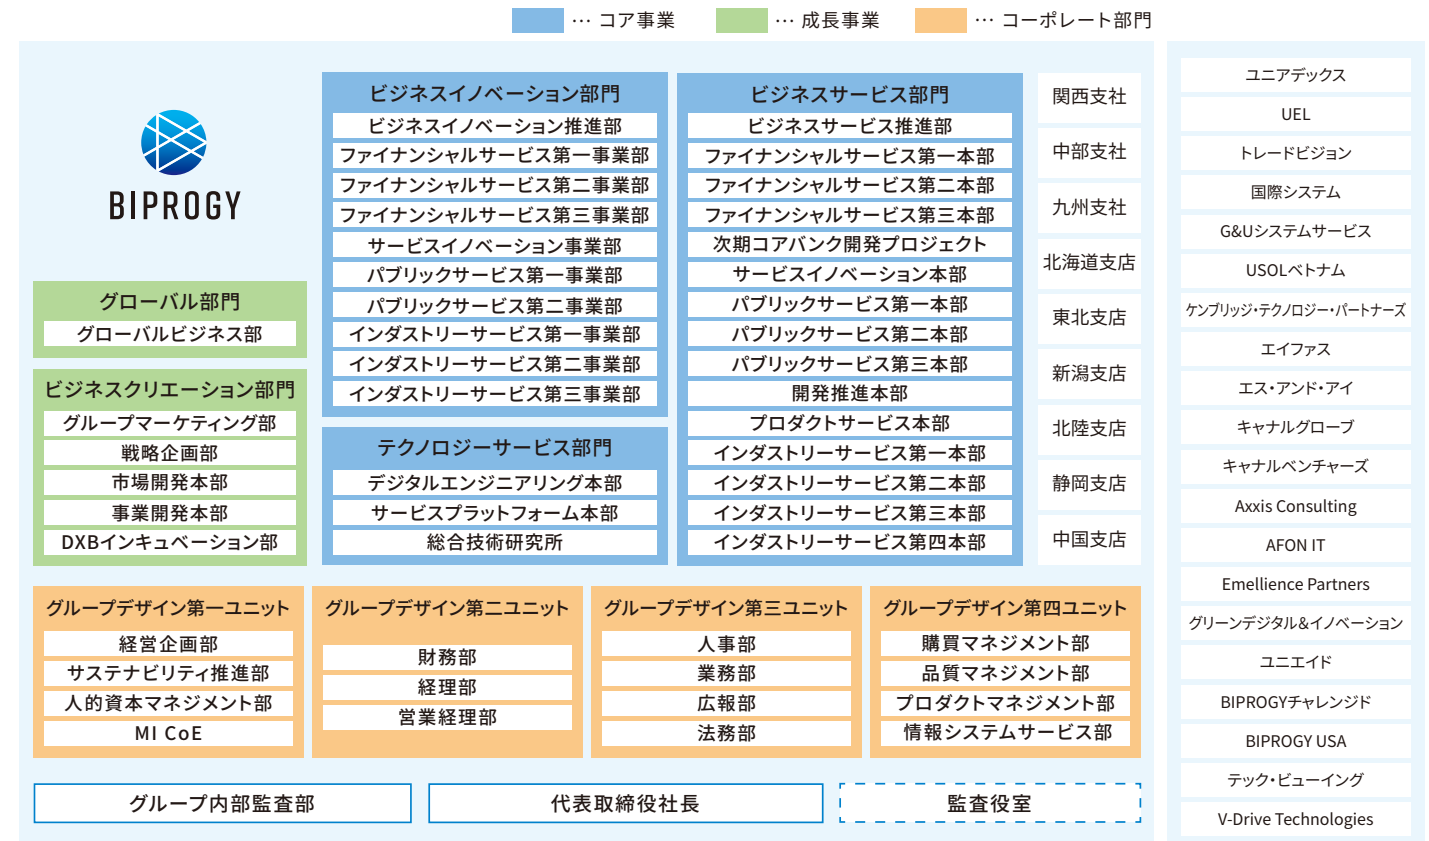 … コア事業
… 成長事業
… コーポレート部門
BIPROGY
グローバル部門
グローバルビジネス部
ビジネスクリエーション部門
グループマーケティング部
戦略企画部
市場開発本部
事業開発本部
DXBインキュベーション部
ビジネスイノベーション部門
ビジネスイノベーション推進部
ファイナンシャルサービス第一事業部
ファイナンシャルサービス第二事業部
ファイナンシャルサービス第三事業部
サービスイノベーション事業部
パブリックサービス第一事業部
パブリックサービス第二事業部
インダストリーサービス第一事業部
インダストリーサービス第二事業部
インダストリーサービス第三事業部
テクノロジーサービス部門
デジタルエンジニアリング本部
サービスプラットフォーム本部
総合技術研究所
ビジネスサービス部門
ビジネスサービス推進部
ファイナンシャルサービス第一本部
ファイナンシャルサービス第二本部
ファイナンシャルサービス第三本部
次期コアバンク開発プロジェクト
サービスイノベーション本部
パブリックサービス第一本部
パブリックサービス第二本部
パブリックサービス第三本部
開発推進本部
プロダクトサービス本部
インダストリーサービス第一本部
インダストリーサービス第二本部
インダストリーサービス第三本部
インダストリーサービス第四本部
関西支社
中部支社
九州支社
北海道支店
東北支店
新潟支店
北陸支店
静岡支店
中国支店
グループデザイン第一ユニット
経営企画部
サステナビリティ推進部
人的資本マネジメント部
MI CoE
グループデザイン第二ユニット
財務部
経理部
営業経理部
グループデザイン第三ユニット
人事部
業務部
広報部
法務部
グループデザイン第四ユニット
購買マネジメント部
品質マネジメント部
プロダクトマネジメント部
情報システムサービス部
グループ内部監査部
代表取締役社長
監査役室
ユニアデックス
UEL
トレードビジョン
国際システム
G&Uシステムサービス
USOLベトナム
ケンブリッジ・テクノロジー・パートナーズ
エイファス
エス・アンド・アイ
キャナルグローブ
キャナルベンチャーズ
Axxis Consulting
AFON IT
Emellience Partners
グリーンデジタル&イノベーション
ユニエイド
BIPROGYチャレンジド
BIPROGY USA
テック・ビューイング
V-Drive Technologies